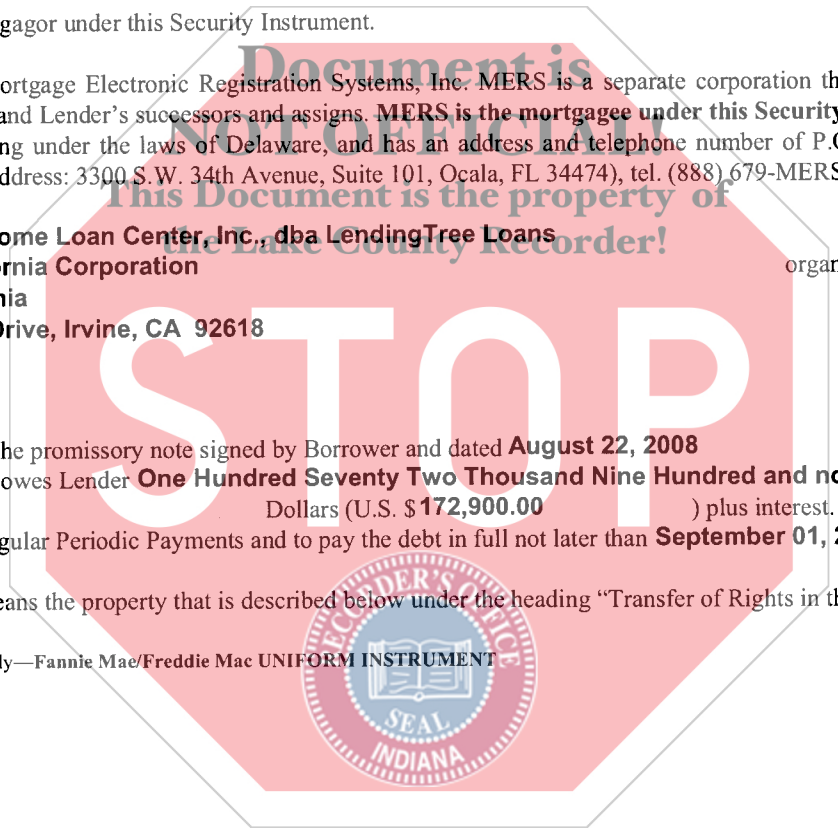 gagor under this Security Instrument.
Document is
ortgage Electronic Registration Systems, Inc. MERS is a separate corporation th
and Lender's successors and assigns. MERS is the mortgagee under this Security
NOT OFFICIAL!
ng under the laws of Delaware, and has an address and telephone number of P.O
ddress: 3300 S.W. 34th Avenue, Suite 101, Ocala, FL 34474), tel. (888) 679-MERS
This Document is the property of
ome Loan Center, Inc., dba LendingTree Loans
the Lake County Recorder!
rnia Corporation organ
nia
Drive, Irvine, CA 92618
STOP
he promissory note signed by Borrower and dated August 22, 2008
owes Lender One Hundred Seventy Two Thousand Nine Hundred and no
Dollars (U.S. $ 172,900.00 ) plus interest.
gular Periodic Payments and to pay the debt in full not later than September 01, 2
eans the property that is described below under the heading “Transfer of Rights in th
ly—Fannie Mae/Freddie Mac UNIFORM INSTRUMENT
RECORDER'S OFFICE
SEAL
INDIANA